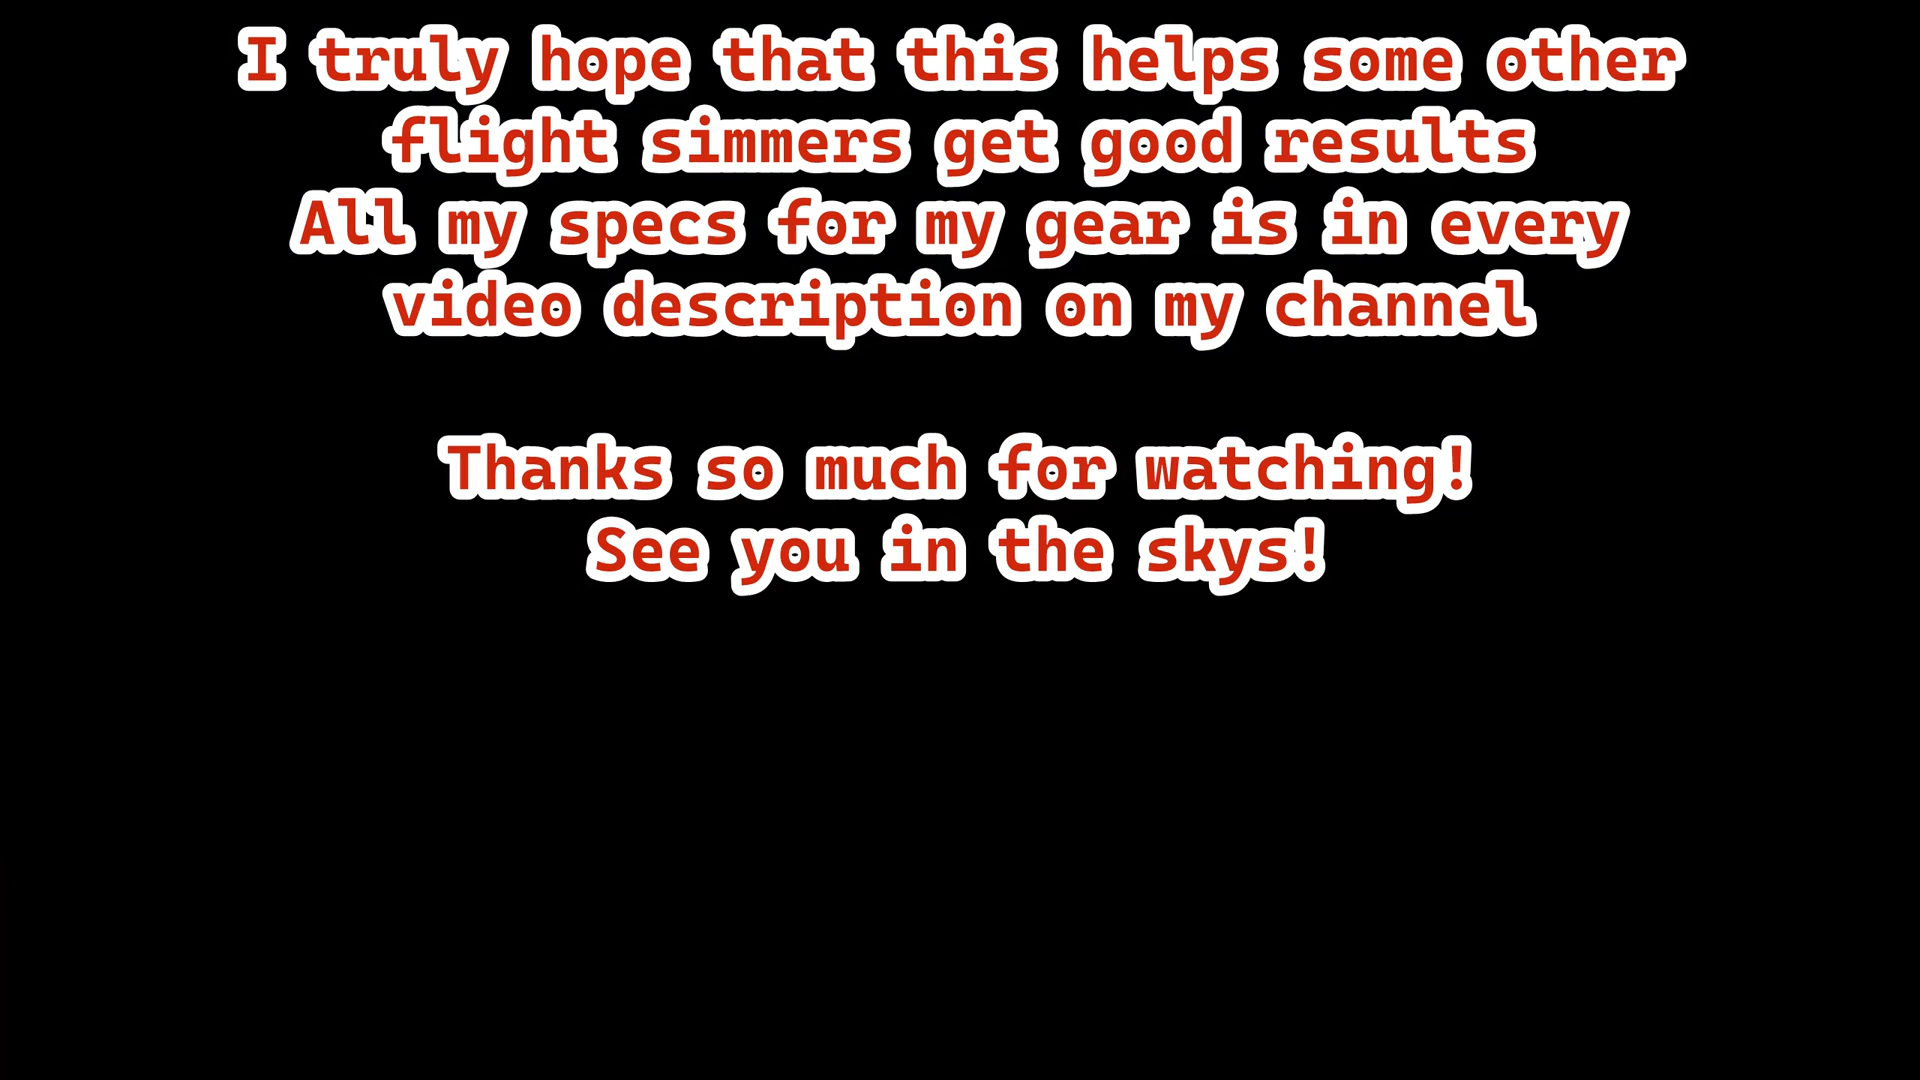 I truly hope that this helps some other
flight simmers get good results
All my specs for my gear is in every
video description on my channel
Thanks so much for watching!
See you in the skys!